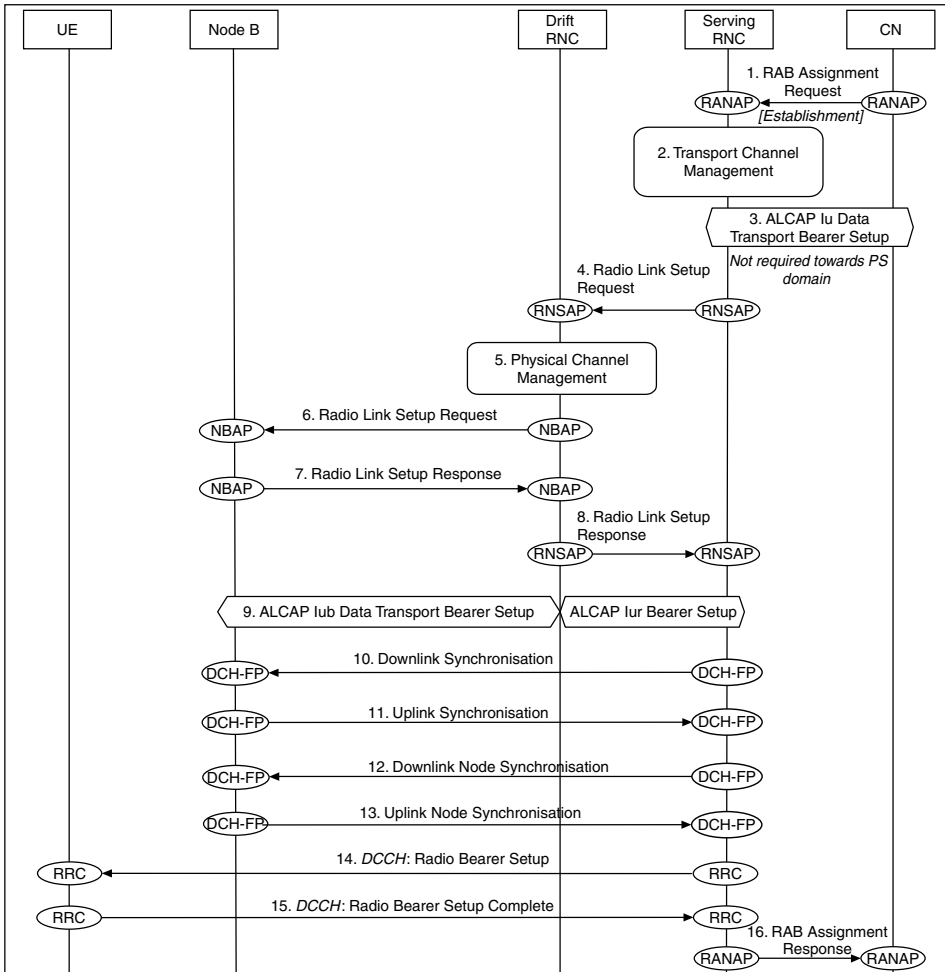 UE
Node B
Drift
RNC
Serving
RNC
CN
1. RAB Assignment
Request
RANAP
RANAP
[Establishment]
2. Transport Channel
Management
3. ALCAP Iu Data
Transport Bearer Setup
Not required towards PS
domain
4. Radio Link Setup
Request
RNSAP
RNSAP
5. Physical Channel
Management
6. Radio Link Setup Request
NBAP
NBAP
7. Radio Link Setup Response
NBAP
NBAP
8. Radio Link Setup
Response
RNSAP
RNSAP
9. ALCAP Iub Data Transport Bearer Setup
ALCAP Iur Bearer Setup
10. Downlink Synchronisation
DCH-FP
DCH-FP
11. Uplink Synchronisation
DCH-FP
DCH-FP
12. Downlink Node Synchronisation
DCH-FP
DCH-FP
13. Uplink Node Synchronisation
DCH-FP
DCH-FP
14. DCCH: Radio Bearer Setup
RRC
RRC
15. DCCH: Radio Bearer Setup Complete
RRC
RRC
16. RAB Assignment
Response
RANAP
RANAP